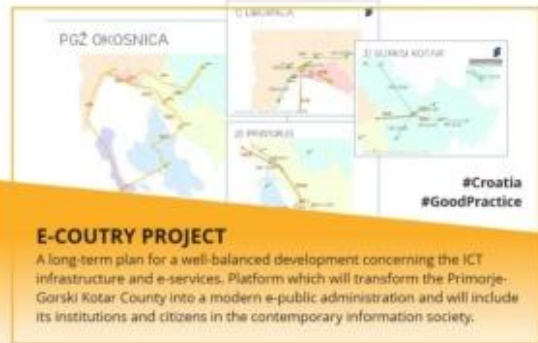 PGŽ OKOSNICA
1) LIBURNIJA
3) GORSKI KOTAR
2) PRIMORJE
#Croatia
#GoodPractice
E-COUTRY PROJECT
A long-term plan for a well-balanced development concerning the ICT
infrastructure and e-services. Platform which will transform the Primorje-
Gorski Kotar County into a modern e-public administration and will include
its institutions and citizens in the contemporary information society.